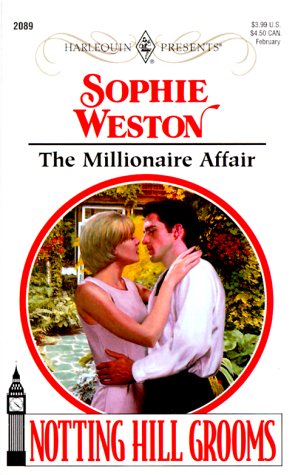 2089
$3.99 U.S.
$4.50 CAN.
February
HARLEQUIN PRESENTS®
SOPHIE
WESTON
The Millionaire Affair
NOTTING HILL GROOMS